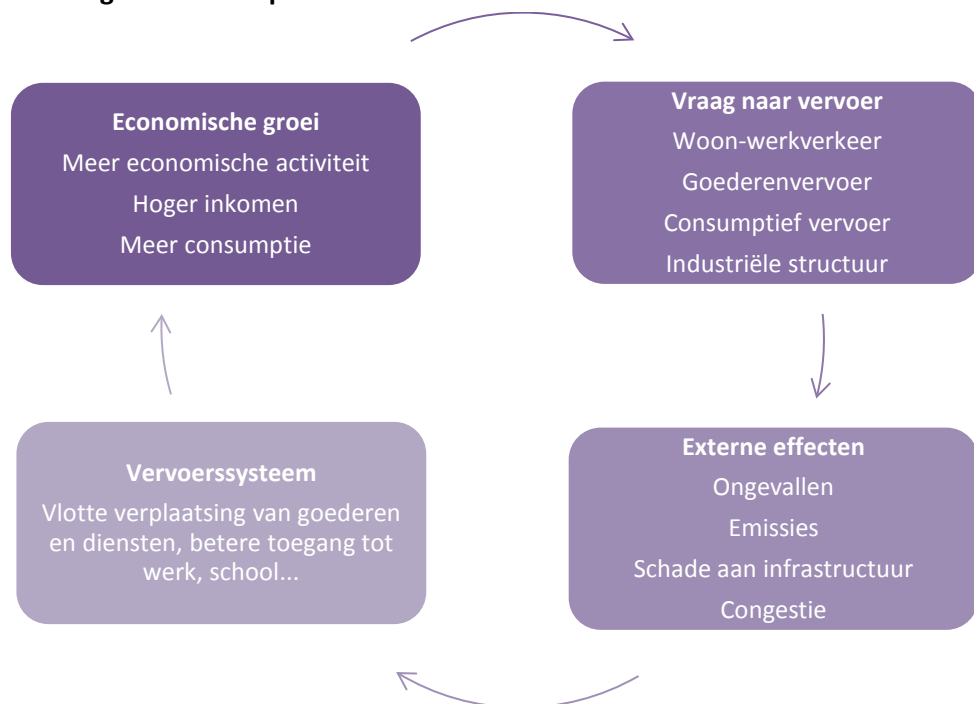 Economische groei
Meer economische activiteit
Hoger inkomen
Meer consumptie
Vraag naar vervoer
Woon-werkverkeer
Goederenvervoer
Consumptief vervoer
Industriële structuur
Externe effecten
Ongevallen
Emissies
Schade aan infrastructuur
Congestie
Vervoerssysteem
Vlotte verplaatsing van goederen
en diensten, betere toegang tot
werk, school...